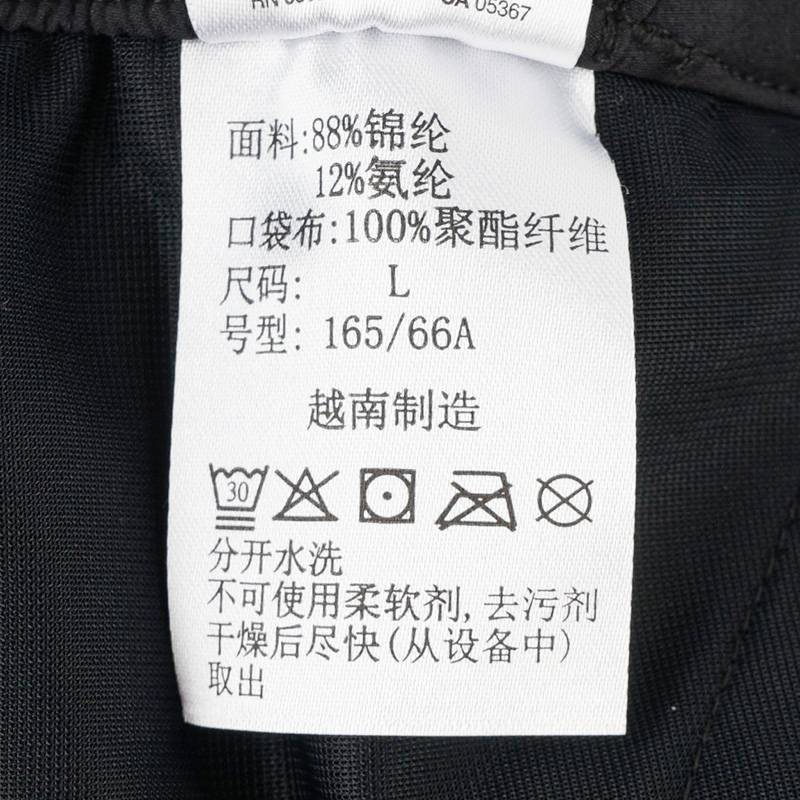 CA 05367
面料:88%锦纶
12%氨纶
口袋布:100%聚酯纤维
尺码: L
号型: 165/66A
越南制造
30
分开水洗
不可使用柔软剂,去污剂
干燥后尽快(从设备中)
取出